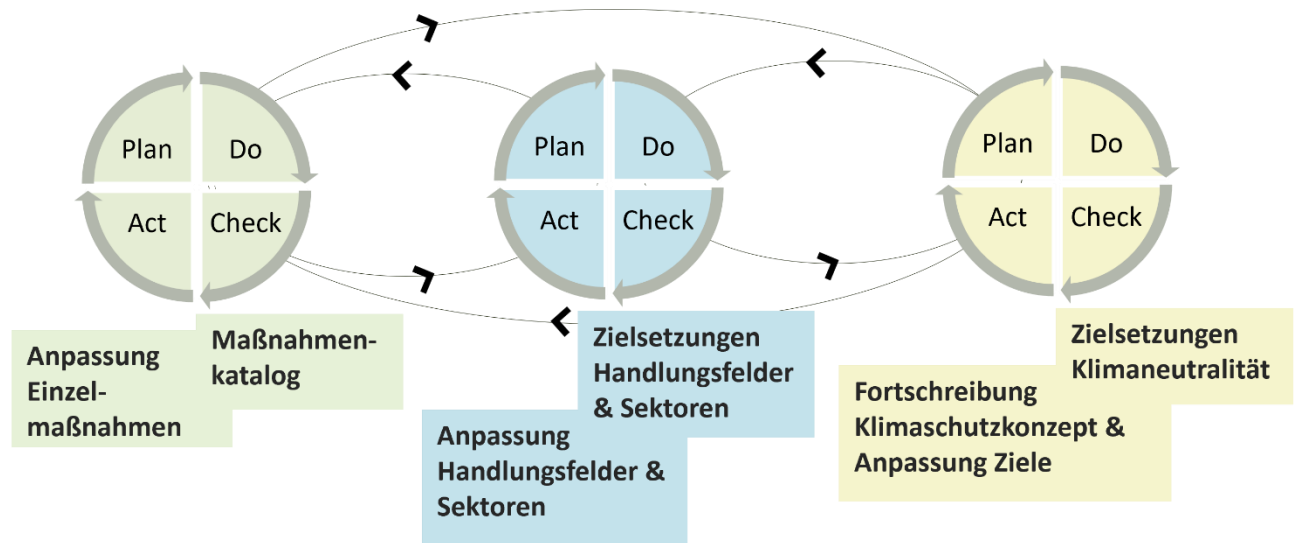 Plan
Do
Act
Check
Plan
Do
Act
Check
Plan
Do
Act
Check
Anpassung
Einzel-
maßnahmen
Maßnahmen-
katalog
Anpassung
Handlungsfelder &
Sektoren
Zielsetzungen
Handlungsfelder
& Sektoren
Fortschreibung
Klimaschutzkonzept &
Anpassung Ziele
Zielsetzungen
Klimaneutralität